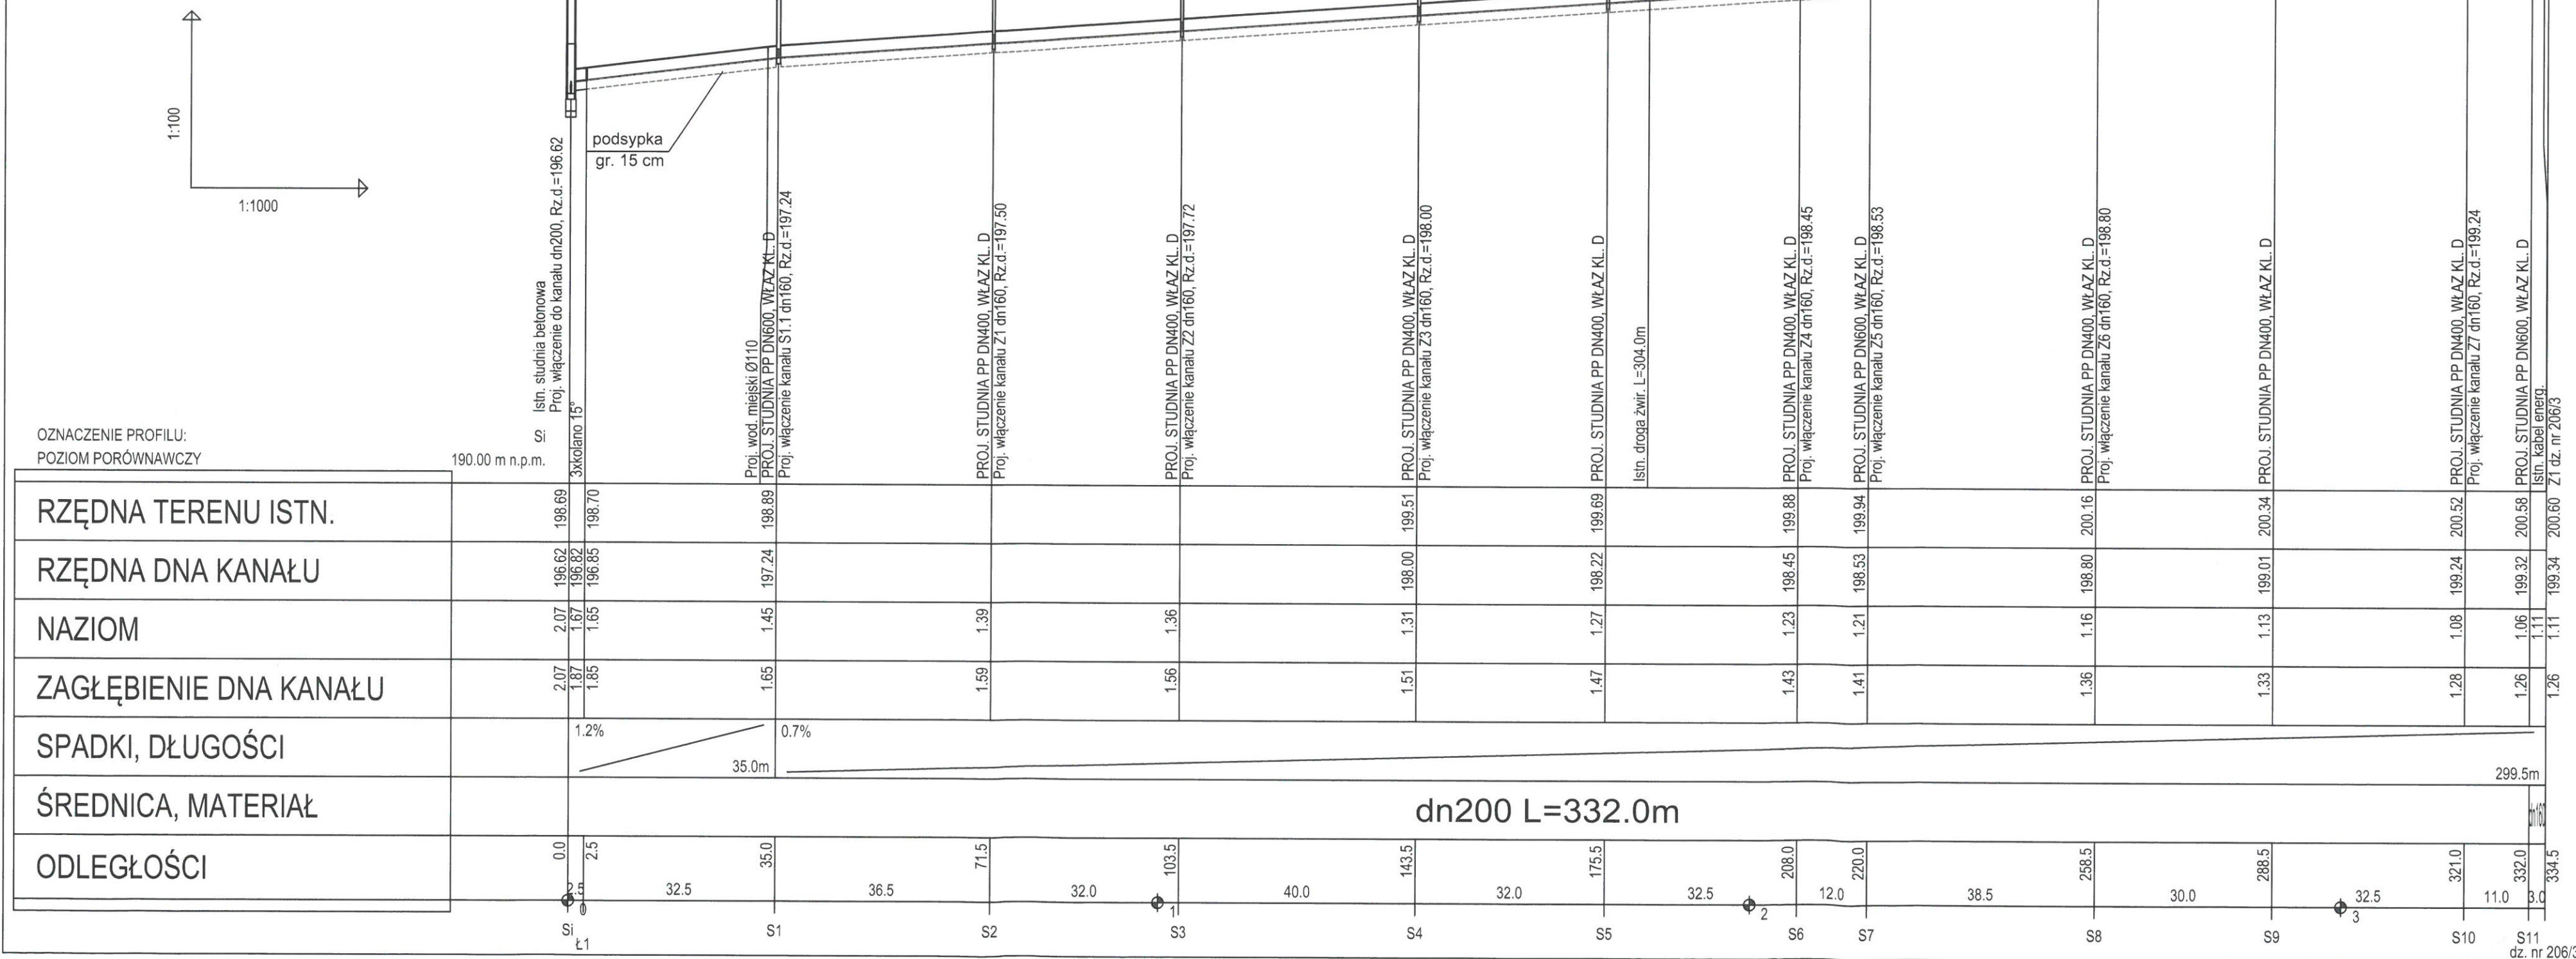 1:100
1:1000
podsypka
gr. 15 cm
Istn. studnia betonowa
Proj. włączenie do kanału dn200, Rz.d.=196.62
3xkolano 15°
Proj. wod. miejski Ø110
PROJ. STUDNIA PP DN600, WŁAZ KL. D
Proj. włączenie kanału S1.1 dn160, Rz.d.=197.24
PROJ. STUDNIA PP DN400, WŁAZ KL. D
Proj. włączenie kanału Z1 dn160, Rz.d.=197.50
PROJ. STUDNIA PP DN400, WŁAZ KL. D
Proj. włączenie kanału Z2 dn160, Rz.d.=197.72
PROJ. STUDNIA PP DN400, WŁAZ KL. D
Proj. włączenie kanału Z3 dn160, Rz.d.=198.00
PROJ. STUDNIA PP DN400, WŁAZ KL. D
Istn. droga żwir. L=304.0m
PROJ. STUDNIA PP DN400, WŁAZ KL. D
Proj. włączenie kanału Z4 dn160, Rz.d.=198.45
PROJ. STUDNIA PP DN600, WŁAZ KL. D
Proj. włączenie kanału Z5 dn160, Rz.d.=198.53
PROJ. STUDNIA PP DN400, WŁAZ KL. D
Proj. włączenie kanału Z6 dn160, Rz.d.=198.80
PROJ. STUDNIA PP DN400, WŁAZ KL. D
PROJ. STUDNIA PP DN400, WŁAZ KL. D
Proj. włączenie kanału Z7 dn160, Rz.d.=199.24
PROJ. STUDNIA PP DN600, WŁAZ KL. D
Istn. kabel energ.
Z1 dz. nr 206/3
OZNACZENIE PROFILU: Si
POZIOM PORÓWNAWCZY 190.00 m n.p.m.
RZĘDNA TERENU ISTN. 198.69 198.70 198.89 199.51 199.69 199.88 199.94 200.16 200.34 200.52 200.58 200.60
RZĘDNA DNA KANAŁU 196.62 196.82 196.85 197.24 198.00 198.22 198.45 198.53 198.80 199.01 199.24 199.32 199.34
NAZIOM 2.07 1.67 1.65 1.45 1.39 1.36 1.31 1.27 1.23 1.21 1.16 1.13 1.08 1.06 1.11 1.11
ZAGŁĘBIENIE DNA KANAŁU 2.07 1.87 1.85 1.65 1.59 1.56 1.51 1.47 1.43 1.41 1.36 1.33 1.28 1.26 1.26
SPADKI, DŁUGOŚCI 1.2% 35.0m 0.7% 299.5m
ŚREDNICA, MATERIAŁ dn200 L=332.0m dn160
ODLEGŁOŚCI 0.0 2.5 35.0 71.5 103.5 143.5 175.5 208.0 220.0 258.5 288.5 321.0 332.0 334.5
2.5 32.5 36.5 32.0 40.0 32.0 32.5 12.0 38.5 30.0 32.5 11.0 3.0
0 1 2 3
Si Ł1 S1 S2 S3 S4 S5 S6 S7 S8 S9 S10 S11
dz. nr 206/3